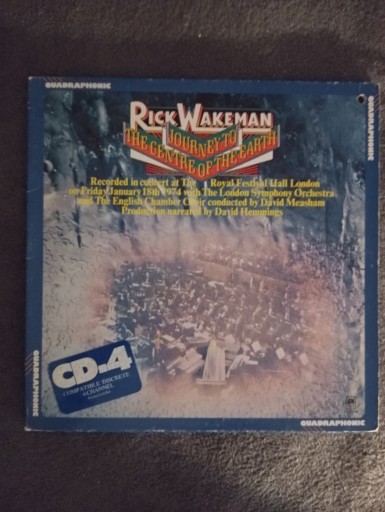 QUADRAPHONIC
QUADRAPHONIC
RICK WAKEMAN
JOURNEY TO
THE CENTRE OF THE EARTH
Recorded in concert at The Royal Festival Hall London
on Friday January 18th 1974 with The London Symphony Orchestra
and The English Chamber Choir conducted by David Measham
Production narrated by David Hemmings
CD-4
COMPATIBLE DISCRETE
4 CHANNEL
QUADRAPHONIC
QUADRAPHONIC